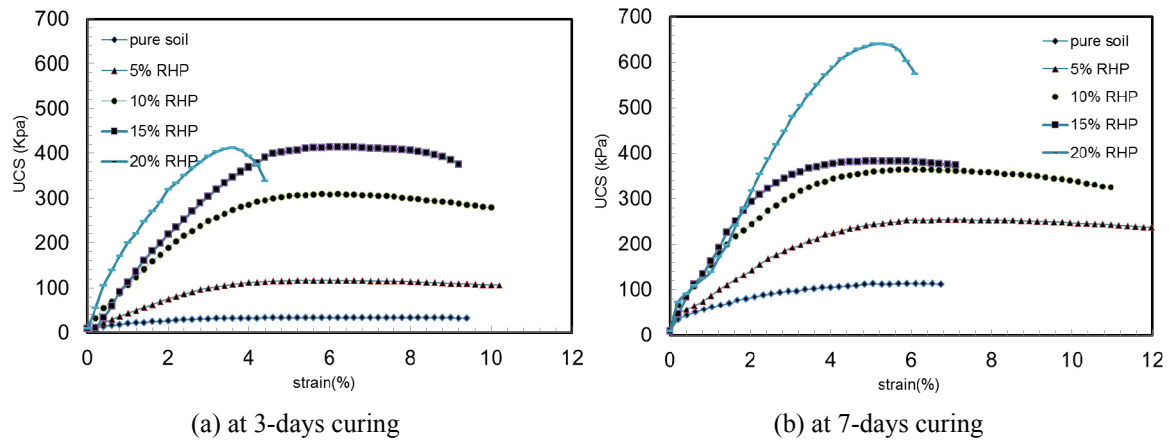 700
600
500
400
300
200
100
0
UCS (Kpa)
pure soil
5% RHP
10% RHP
15% RHP
20% RHP
0 2 4 6 8 10 12
strain(%)
(a) at 3-days curing
700
600
500
400
300
200
100
0
UCS (kPa)
pure soil
5% RHP
10% RHP
15% RHP
20% RHP
0 2 4 6 8 10 12
strain(%)
(b) at 7-days curing